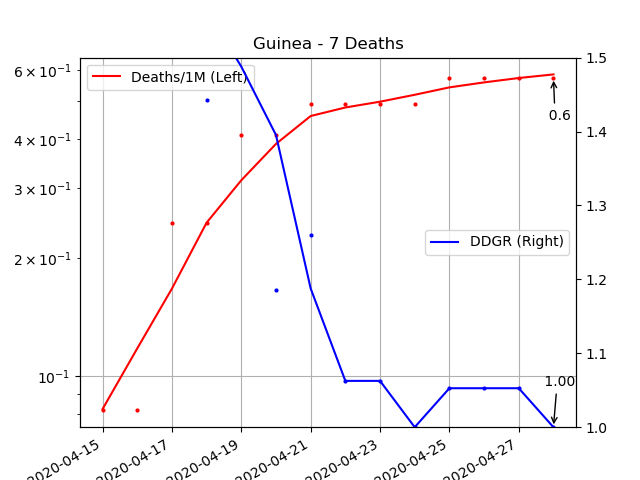 Guinea - 7 Deaths
Deaths/1M (Left)
DDGR (Right)
6 × 10⁻¹
4 × 10⁻¹
3 × 10⁻¹
2 × 10⁻¹
10⁻¹
1.5
1.4
1.3
1.2
1.1
1.0
0.6
1.00
2020-04-15
2020-04-17
2020-04-19
2020-04-21
2020-04-23
2020-04-25
2020-04-27